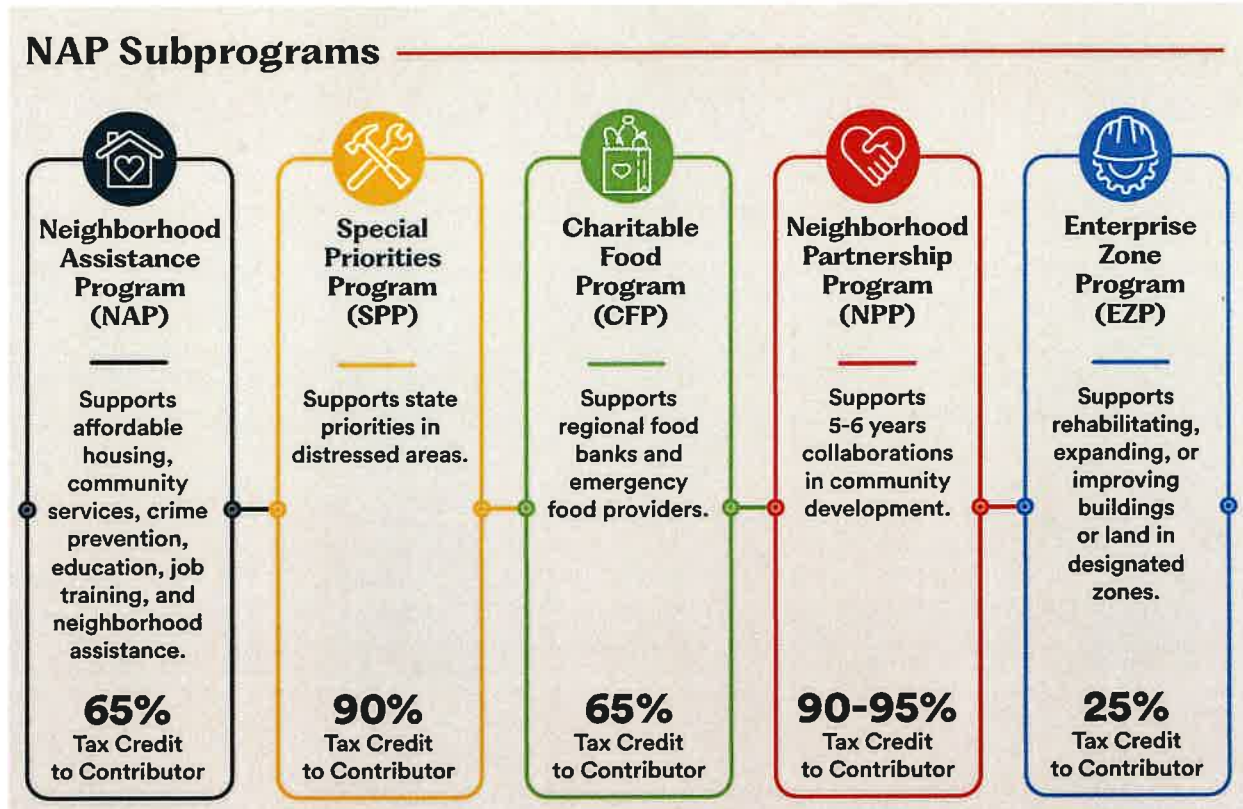 NAP Subprograms
Neighborhood
Assistance
Program
(NAP)
Supports
affordable
housing,
community
services, crime
prevention,
education, job
training, and
neighborhood
assistance.
65%
Tax Credit
to Contributor
Special
Priorities
Program
(SPP)
Supports state
priorities in
distressed areas.
90%
Tax Credit
to Contributor
Charitable
Food
Program
(CFP)
Supports
regional food
banks and
emergency
food providers.
65%
Tax Credit
to Contributor
Neighborhood
Partnership
Program
(NPP)
Supports
5-6 years
collaborations
in community
development.
90-95%
Tax Credit
to Contributor
Enterprise
Zone
Program
(EZP)
Supports
rehabilitating,
expanding, or
improving
buildings
or land in
designated
zones.
25%
Tax Credit
to Contributor